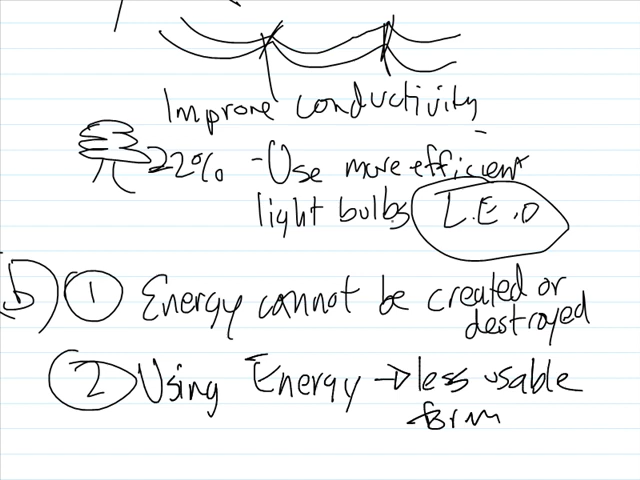 Improve conductivity
22% - Use more efficient
light bulbs L.E.D
b) 1 Energy cannot be created or
destroyed
2 Using Energy → less usable
form